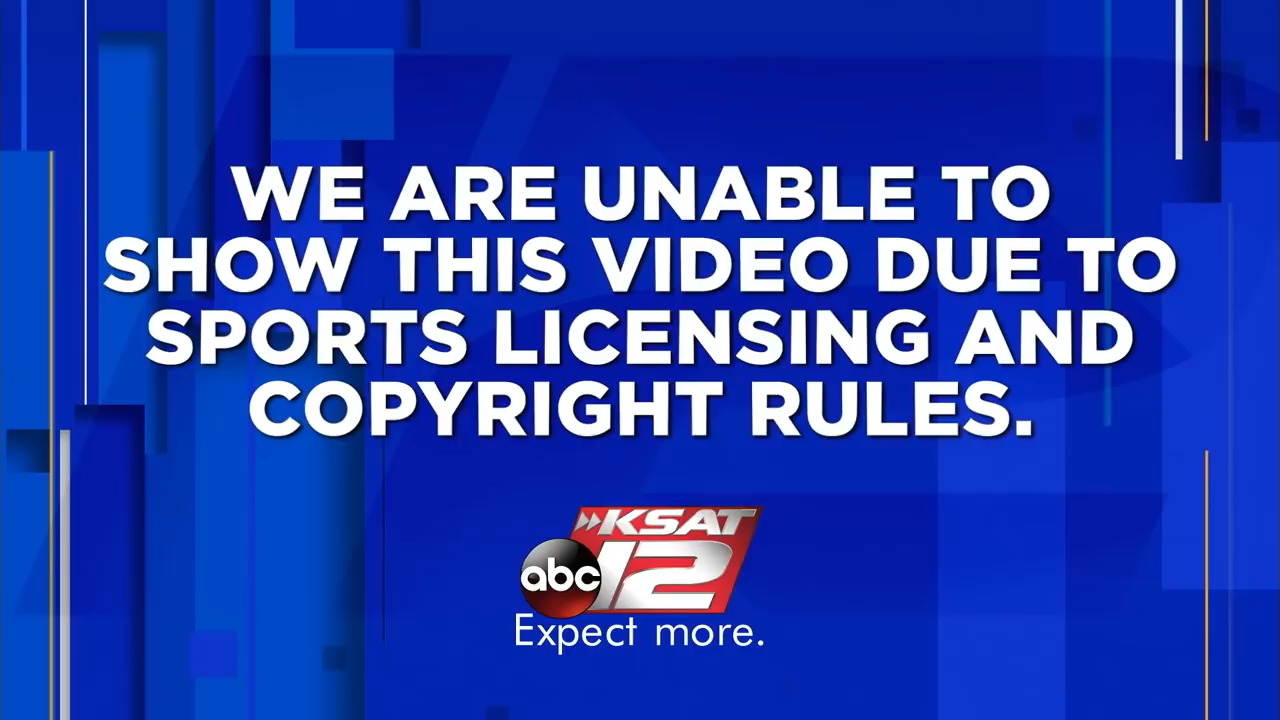 WE ARE UNABLE TO
SHOW THIS VIDEO DUE TO
SPORTS LICENSING AND
COPYRIGHT RULES.
KSAT
abc 12
Expect more.